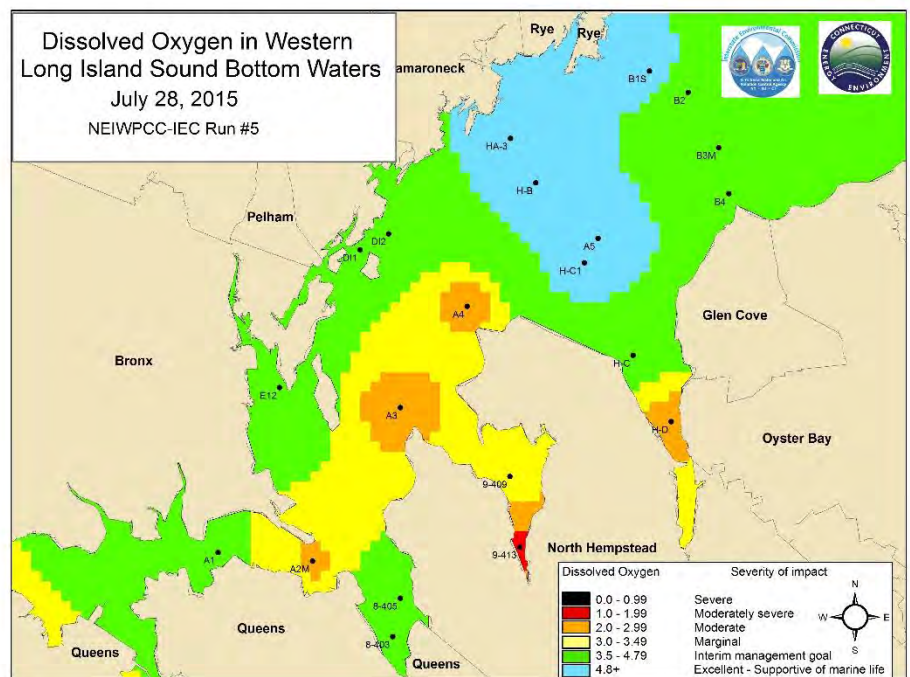 Dissolved Oxygen in Western
Long Island Sound Bottom Waters
July 28, 2015
NEIWPCC-IEC Run #5
Rye
Rye
amaroneck
CONNECTICUT
ENERGY
ENVIRONMENT
B1S
B2
HA-3
B3M
H-B
B4
Pelham
DI2
DI1
A5
H-C1
A4
Glen Cove
H-C
Bronx
E12
A3
H-D
Oyster Bay
9-409
9-413
North Hempstead
A1
A2M
8-405
8-403
Queens
Queens
Queens
Dissolved Oxygen Severity of impact
0.0 - 0.99 Severe
1.0 - 1.99 Moderately severe
2.0 - 2.99 Moderate
3.0 - 3.49 Marginal
3.5 - 4.79 Interim management goal
4.8+ Excellent - Supportive of marine life
N
W E
S